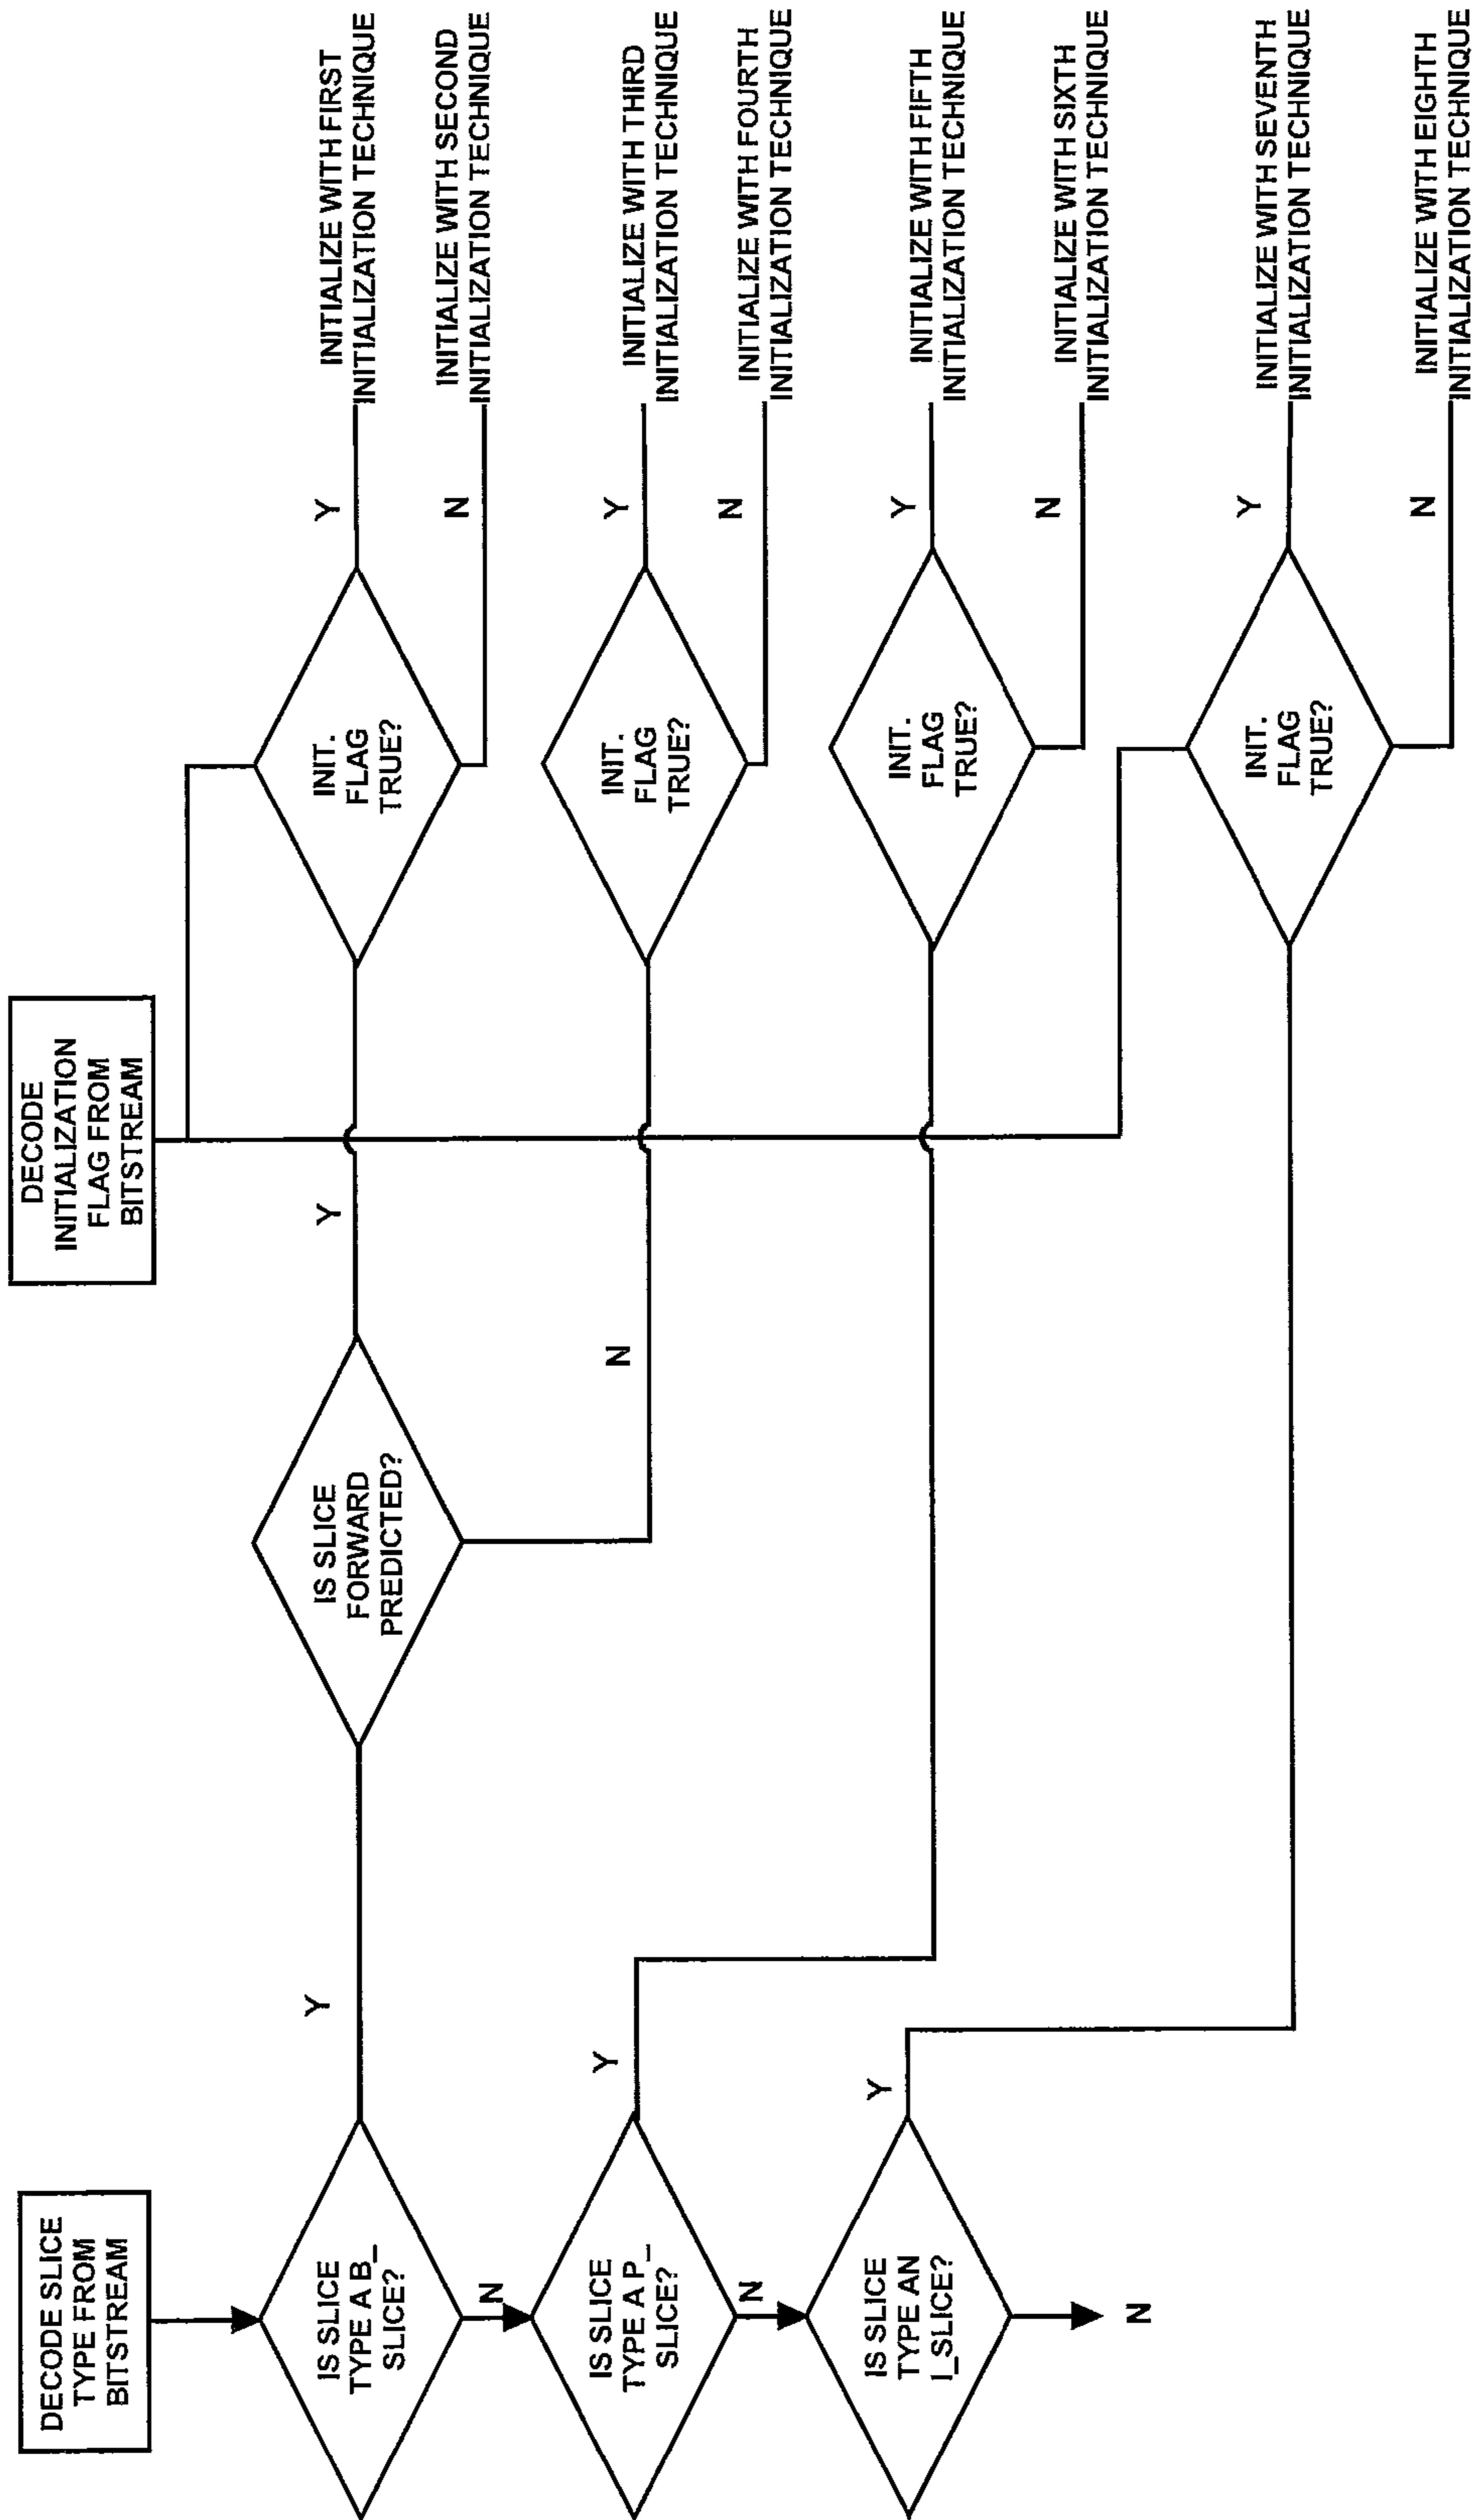 DECODE SLICE
TYPE FROM
BITSTREAM
IS SLICE
TYPE A B_
SLICE?
Y
N
IS SLICE
TYPE A P_
SLICE?
Y
N
IS SLICE
TYPE AN
I_SLICE?
Y
N
IS SLICE
FORWARD
PREDICTED?
Y
N
DECODE
INITIALIZATION
FLAG FROM
BITSTREAM
INIT.
FLAG
TRUE?
Y
INITIALIZE WITH FIRST
INITIALIZATION TECHNIQUE
N
INITIALIZE WITH SECOND
INITIALIZATION TECHNIQUE
INIT.
FLAG
TRUE?
Y
INITIALIZE WITH THIRD
INITIALIZATION TECHNIQUE
N
INITIALIZE WITH FOURTH
INITIALIZATION TECHNIQUE
INIT.
FLAG
TRUE?
Y
INITIALIZE WITH FIFTH
INITIALIZATION TECHNIQUE
N
INITIALIZE WITH SIXTH
INITIALIZATION TECHNIQUE
INIT.
FLAG
TRUE?
Y
INITIALIZE WITH SEVENTH
INITIALIZATION TECHNIQUE
N
INITIALIZE WITH EIGHTH
INITIALIZATION TECHNIQUE